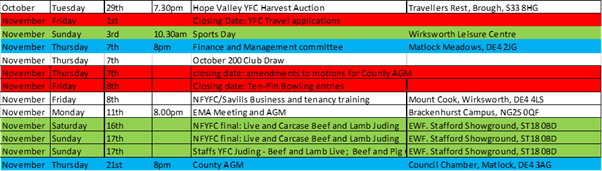 October Tuesday 29th 7.30pm Hope Valley YFC Harvest Auction Travellers Rest, Brough, S33 8HG
November Friday 1st Closing Date: YFC Travel applications
November Sunday 3rd 10.30am Sports Day Wirksworth Leisure Centre
November Thursday 7th 8pm Finance and Management committee Matlock Meadows, DE4 2JG
November Thursday 7th October 200 Club Draw
November Thursday 7th closing date: amendments to motions for County AGM
November Friday 8th Closing Date: Ten-Pin Bowling entries
November Friday 8th NFYFC/Savills Business and tenancy training Mount Cook, Wirksworth, DE4 4LS
November Monday 11th 8.00pm EMA Meeting and AGM Brackenhurst Campus, NG25 0QF
November Saturday 16th NFYFC final: Live and Carcase Beef and Lamb Juding EWF. Stafford Showground, ST18 0BD
November Sunday 17th NFYFC final: Live and Carcase Beef and Lamb Juding EWF. Stafford Showground, ST18 0BD
November Sunday 17th Staffs YFC Juding - Beef and Lamb Live; Beef and Pig EWF. Stafford Showground, ST18 0BD
November Thursday 21st 8pm County AGM Council Chamber, Matlock, DE4 3AG